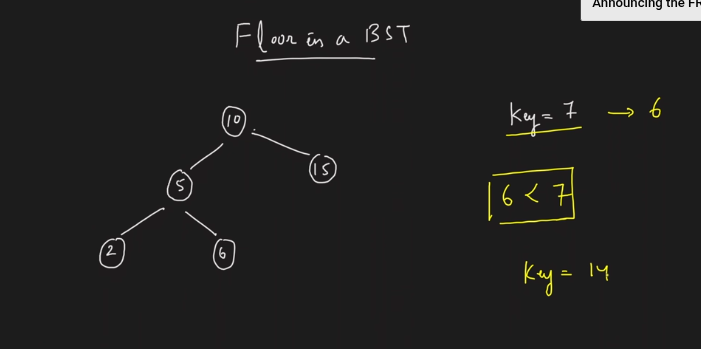 Announcing the FR
Floor in a BST
Key = 7 → 6
10
15
5
6 < 7
2
6
Key = 14